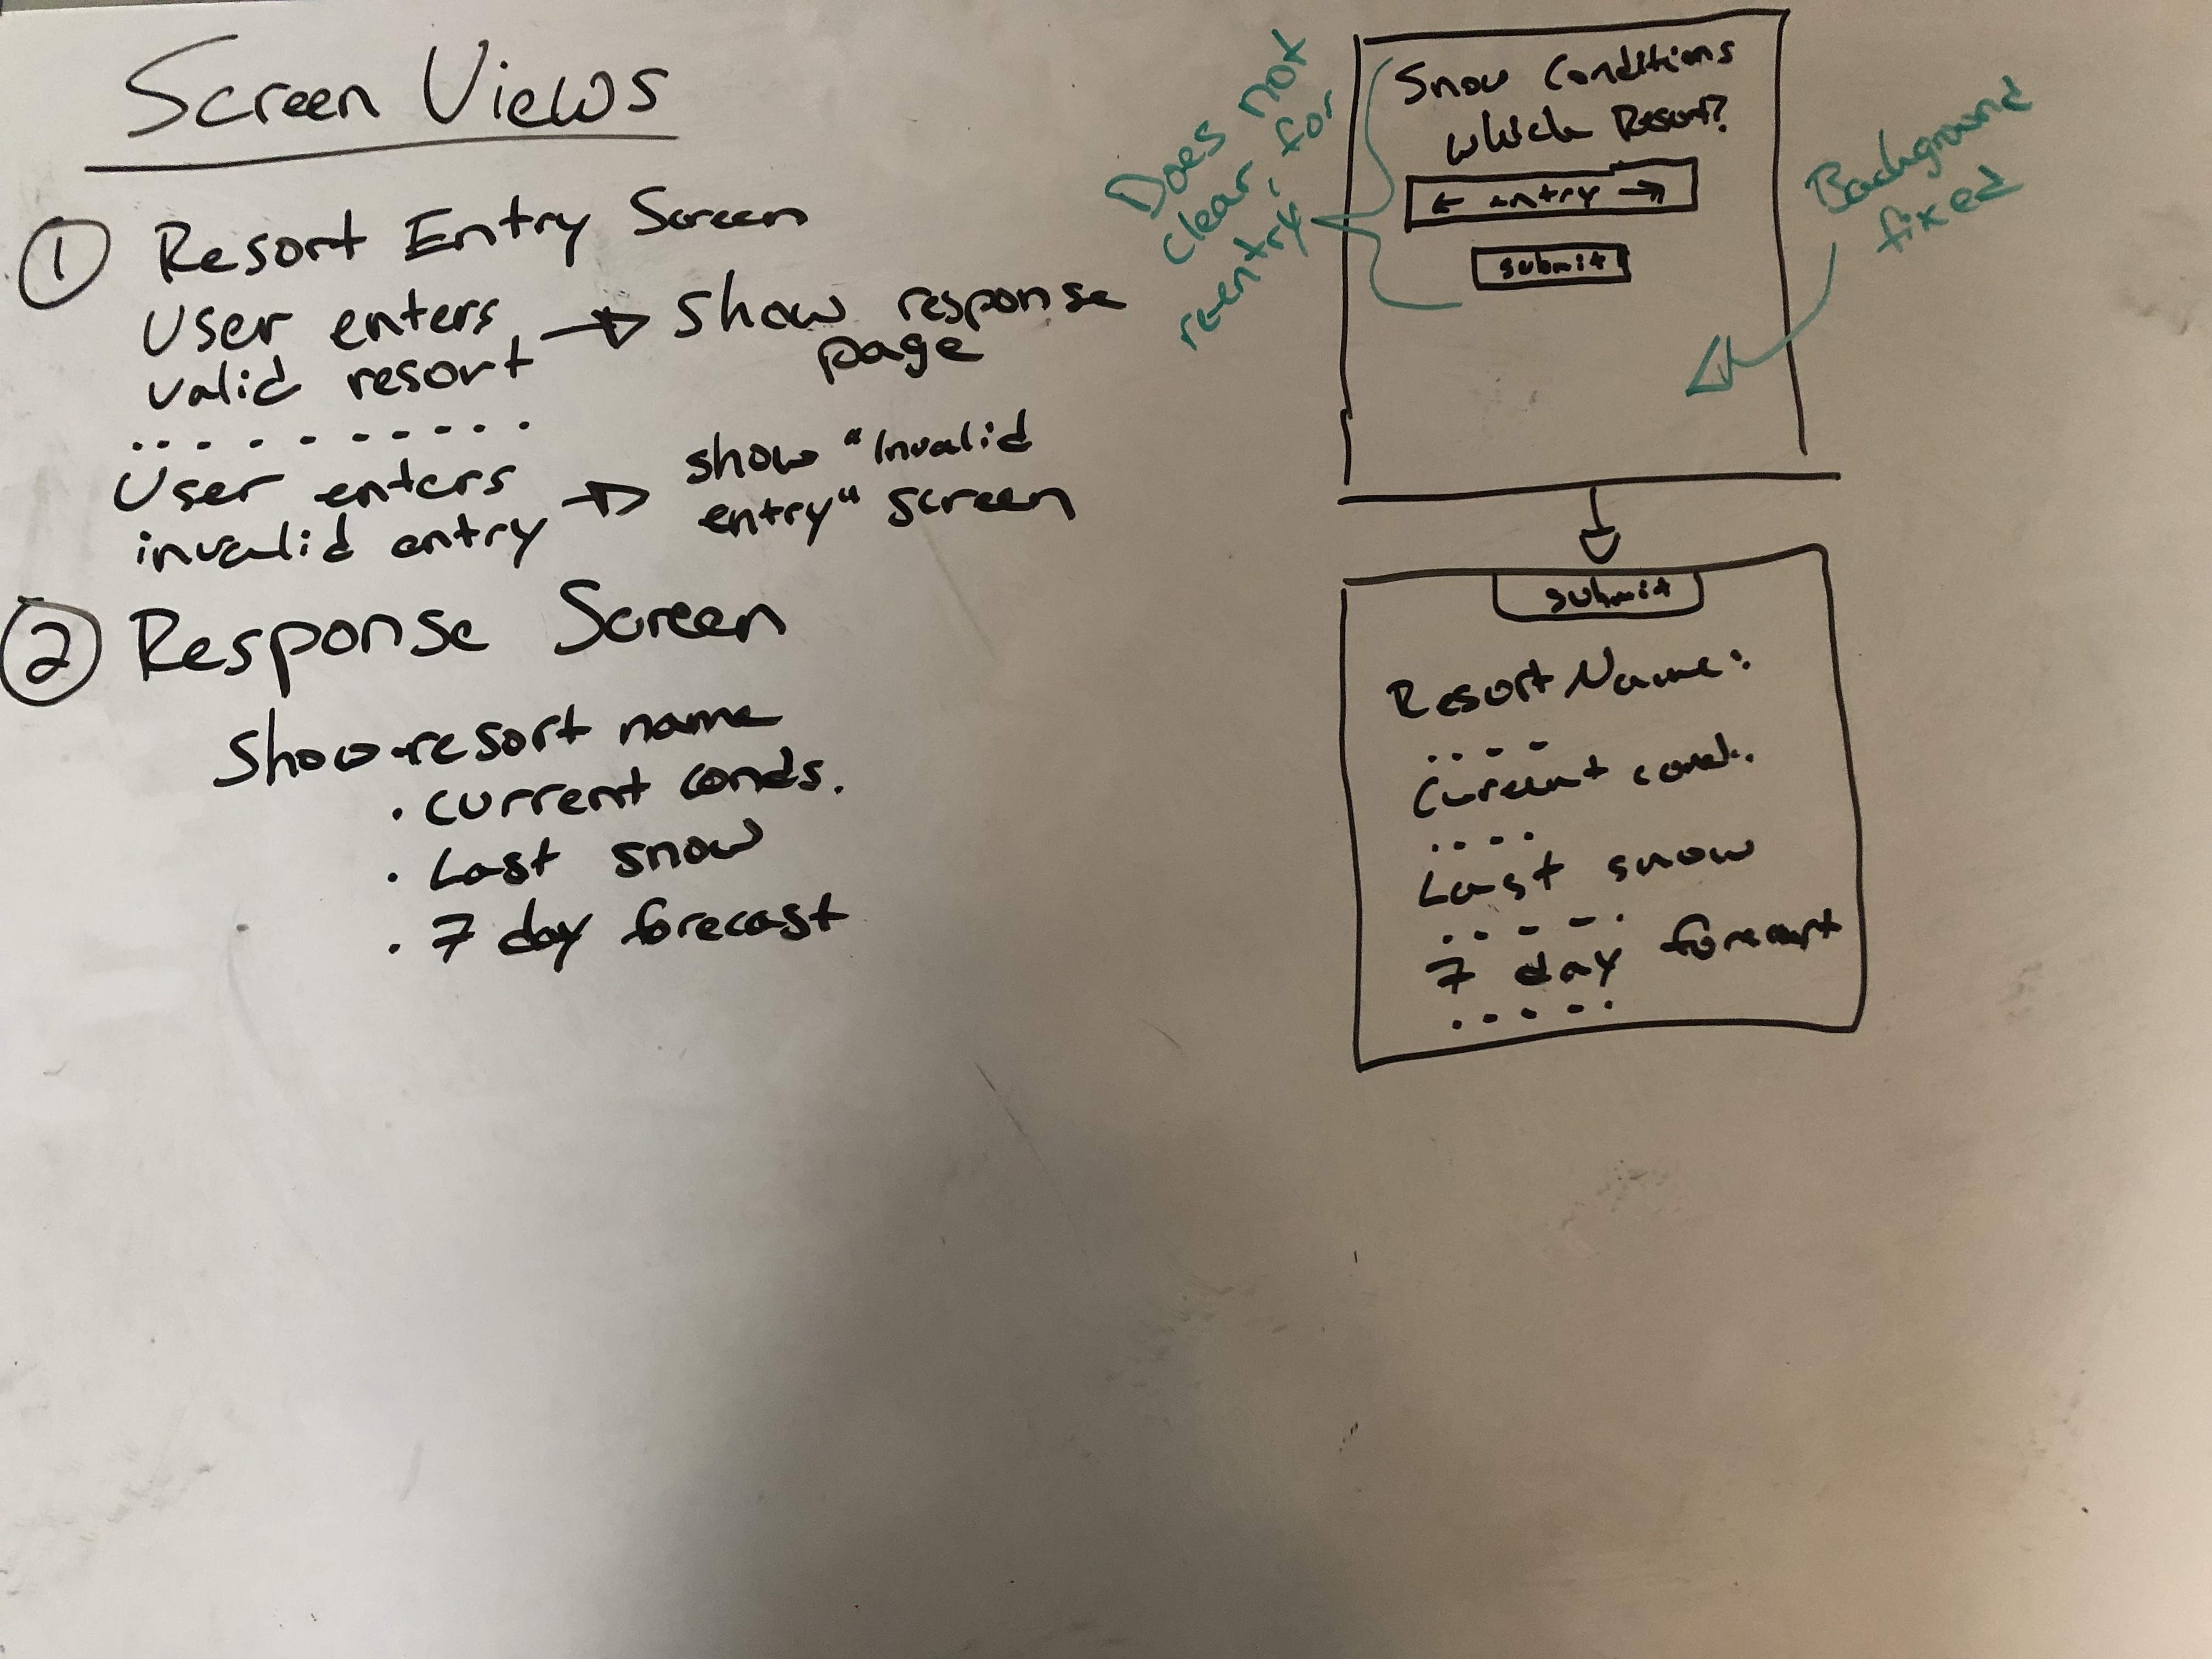 Screen Views
① Resort Entry Screen
User enters → show response
valid resort page
User enters → show "Invalid
invalid entry entry" screen
② Response Screen
Show resort name
. current conds.
. Last snow
. 7 day forecast
Does not
clear, for
reentry
Snow Conditions
which Resort?
← entry →
submit
Background
fixed
submit
Resort Name:
Current cond.
Last snow
7 day forecast